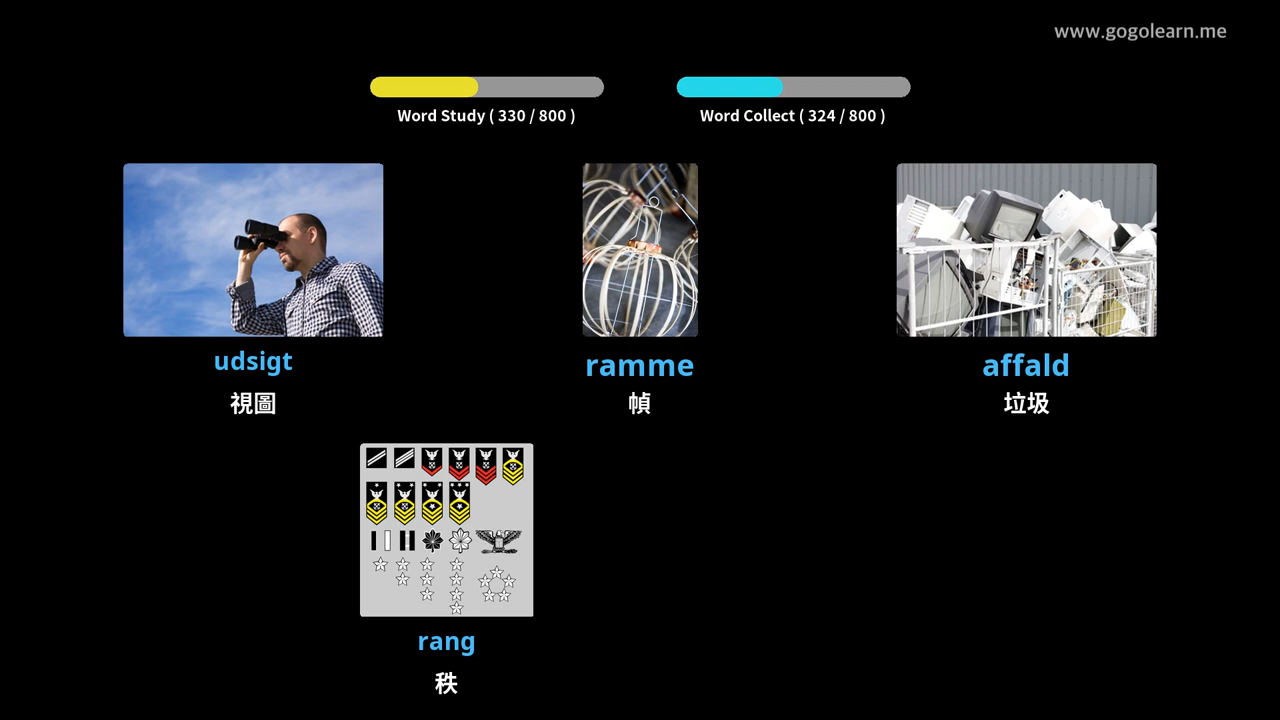 www.gogolearn.me
Word Study ( 330 / 800 )
Word Collect ( 324 / 800 )
udsigt
ramme
affald
視圖
幀
垃圾
rang
秩